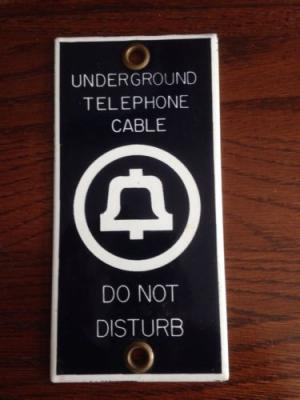 UNDERGROUND
TELEPHONE
CABLE
DO NOT
DISTURB